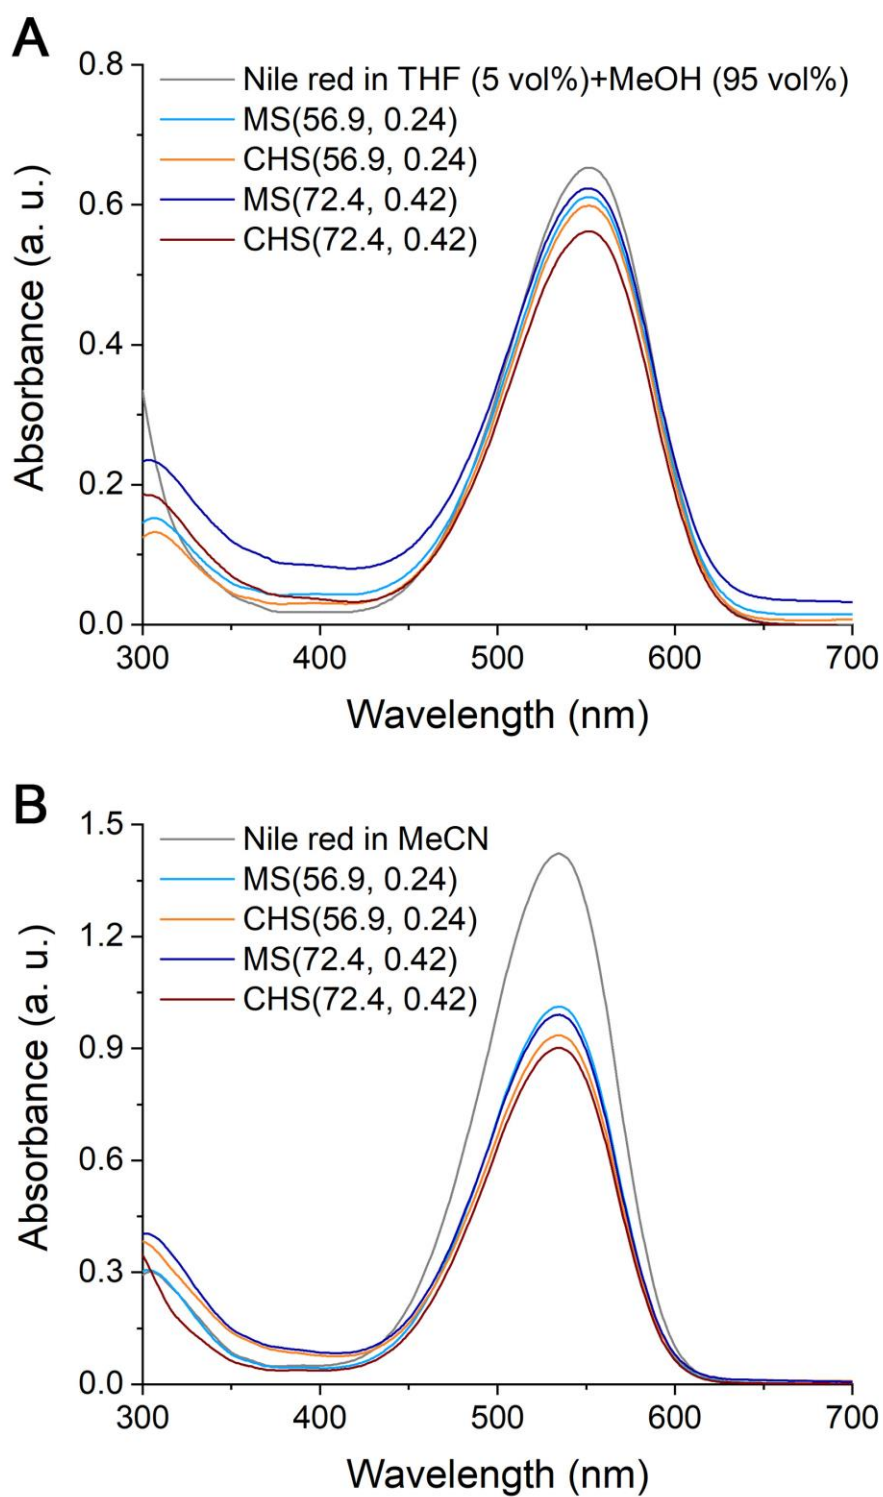 A
0.8
Nile red in THF (5 vol%)+MeOH (95 vol%)
MS(56.9, 0.24)
0.6
CHS(56.9, 0.24)
MS(72.4, 0.42)
CHS(72.4, 0.42)
0.4
0.2
0.0
Absorbance (a. u.)
300 400 500 600 700
Wavelength (nm)
B
1.5
Nile red in MeCN
MS(56.9, 0.24)
1.2
CHS(56.9, 0.24)
MS(72.4, 0.42)
CHS(72.4, 0.42)
0.9
0.6
0.3
0.0
Absorbance (a. u.)
300 400 500 600 700
Wavelength (nm)